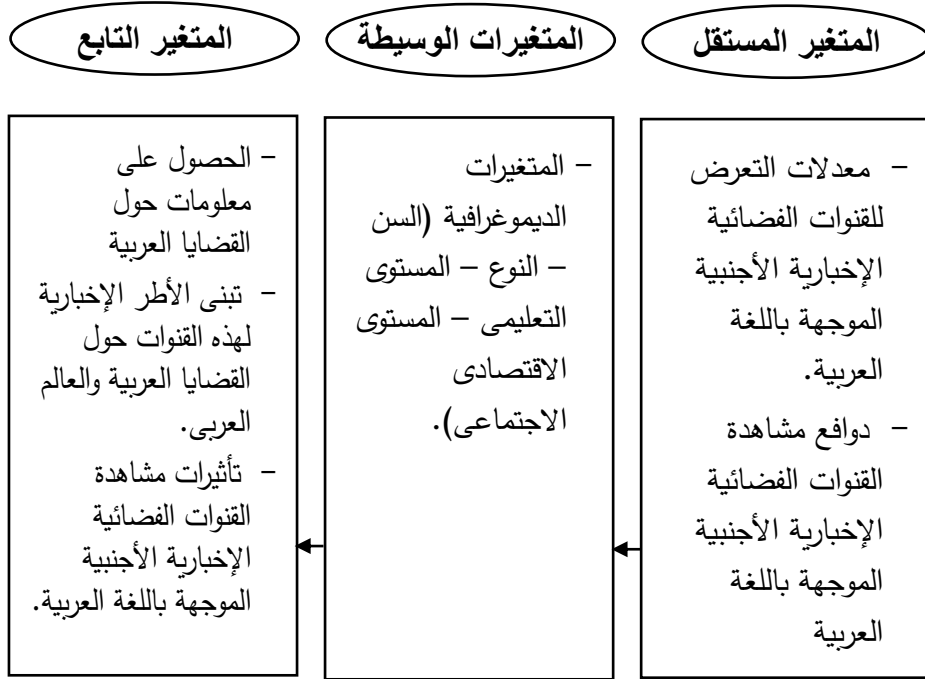 المتغير المستقل
المتغيرات الوسيطة
المتغير التابع
- معدلات التعرض
للقنوات الفضائية
الإخبارية الأجنبية
الموجهة باللغة
العربية.
- دوافع مشاهدة
القنوات الفضائية
الإخبارية الأجنبية
الموجهة باللغة
العربية
- المتغيرات
الديموغرافية (السن
– النوع – المستوى
التعليمى – المستوى
الاقتصادى
الاجتماعى).
- الحصول على
معلومات حول
القضايا العربية
- تبنى الأطر الإخبارية
لهذه القنوات حول
القضايا العربية والعالم
العربى.
- تأثيرات مشاهدة
القنوات الفضائية
الإخبارية الأجنبية
الموجهة باللغة العربية.